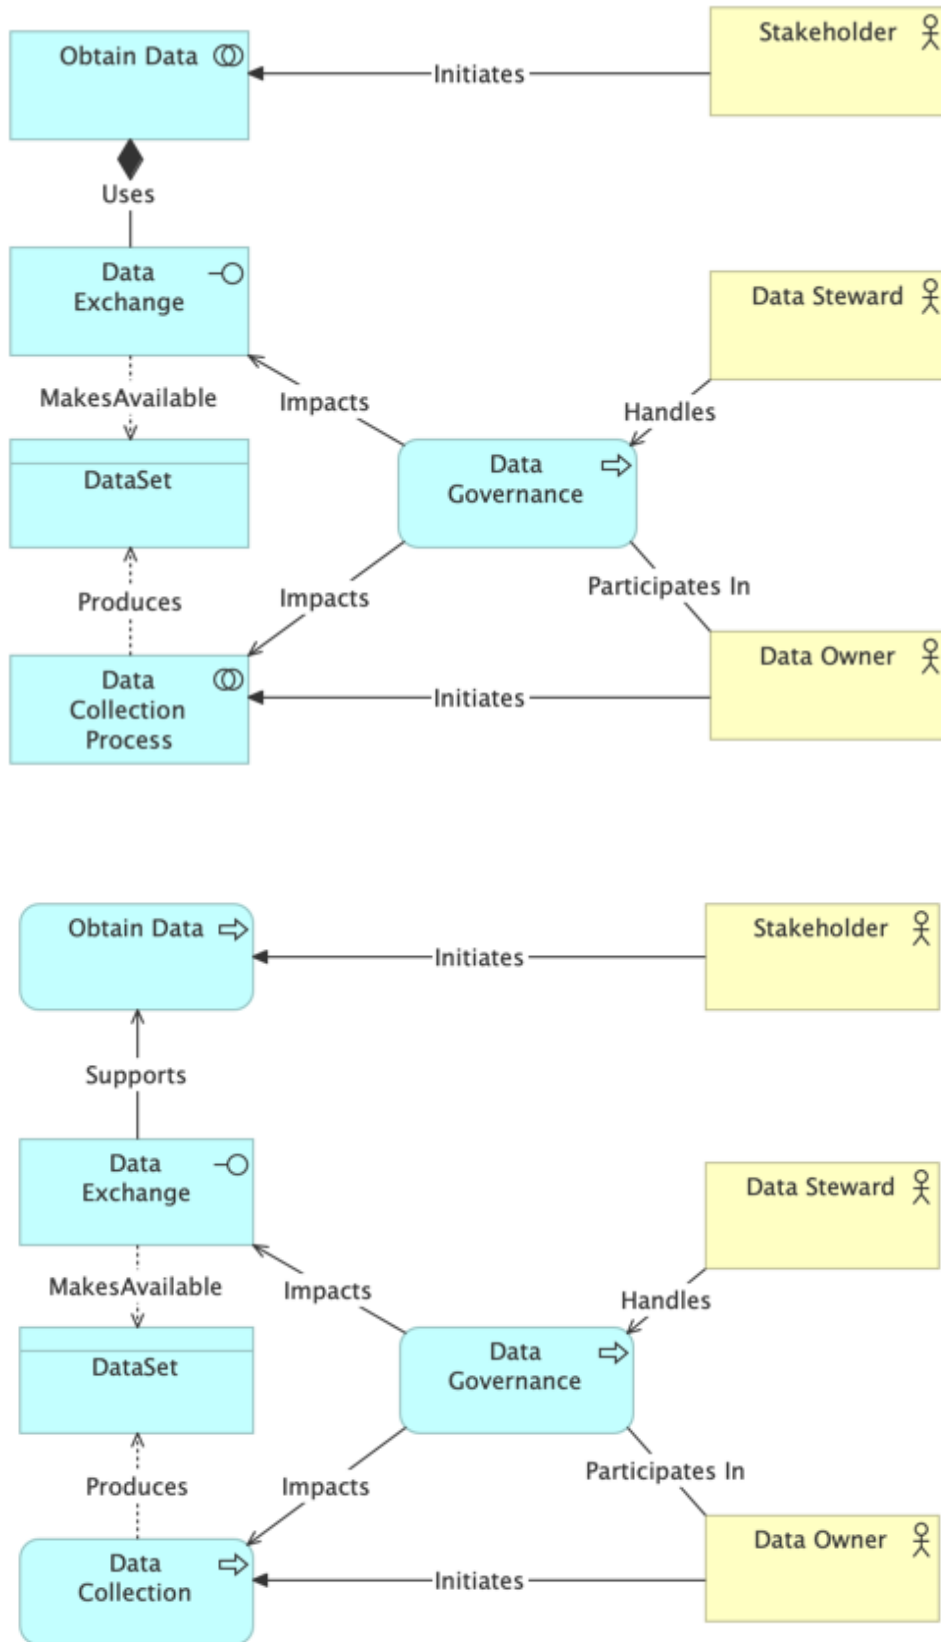 Obtain Data
Stakeholder
Initiates
Uses
Data
Exchange
Data Steward
MakesAvailable
Impacts
Handles
DataSet
Data
Governance
Produces
Impacts
Participates In
Data
Collection
Process
Data Owner
Initiates
Obtain Data
Stakeholder
Initiates
Supports
Data
Exchange
Data Steward
MakesAvailable
Impacts
Handles
DataSet
Data
Governance
Produces
Impacts
Participates In
Data
Collection
Data Owner
Initiates